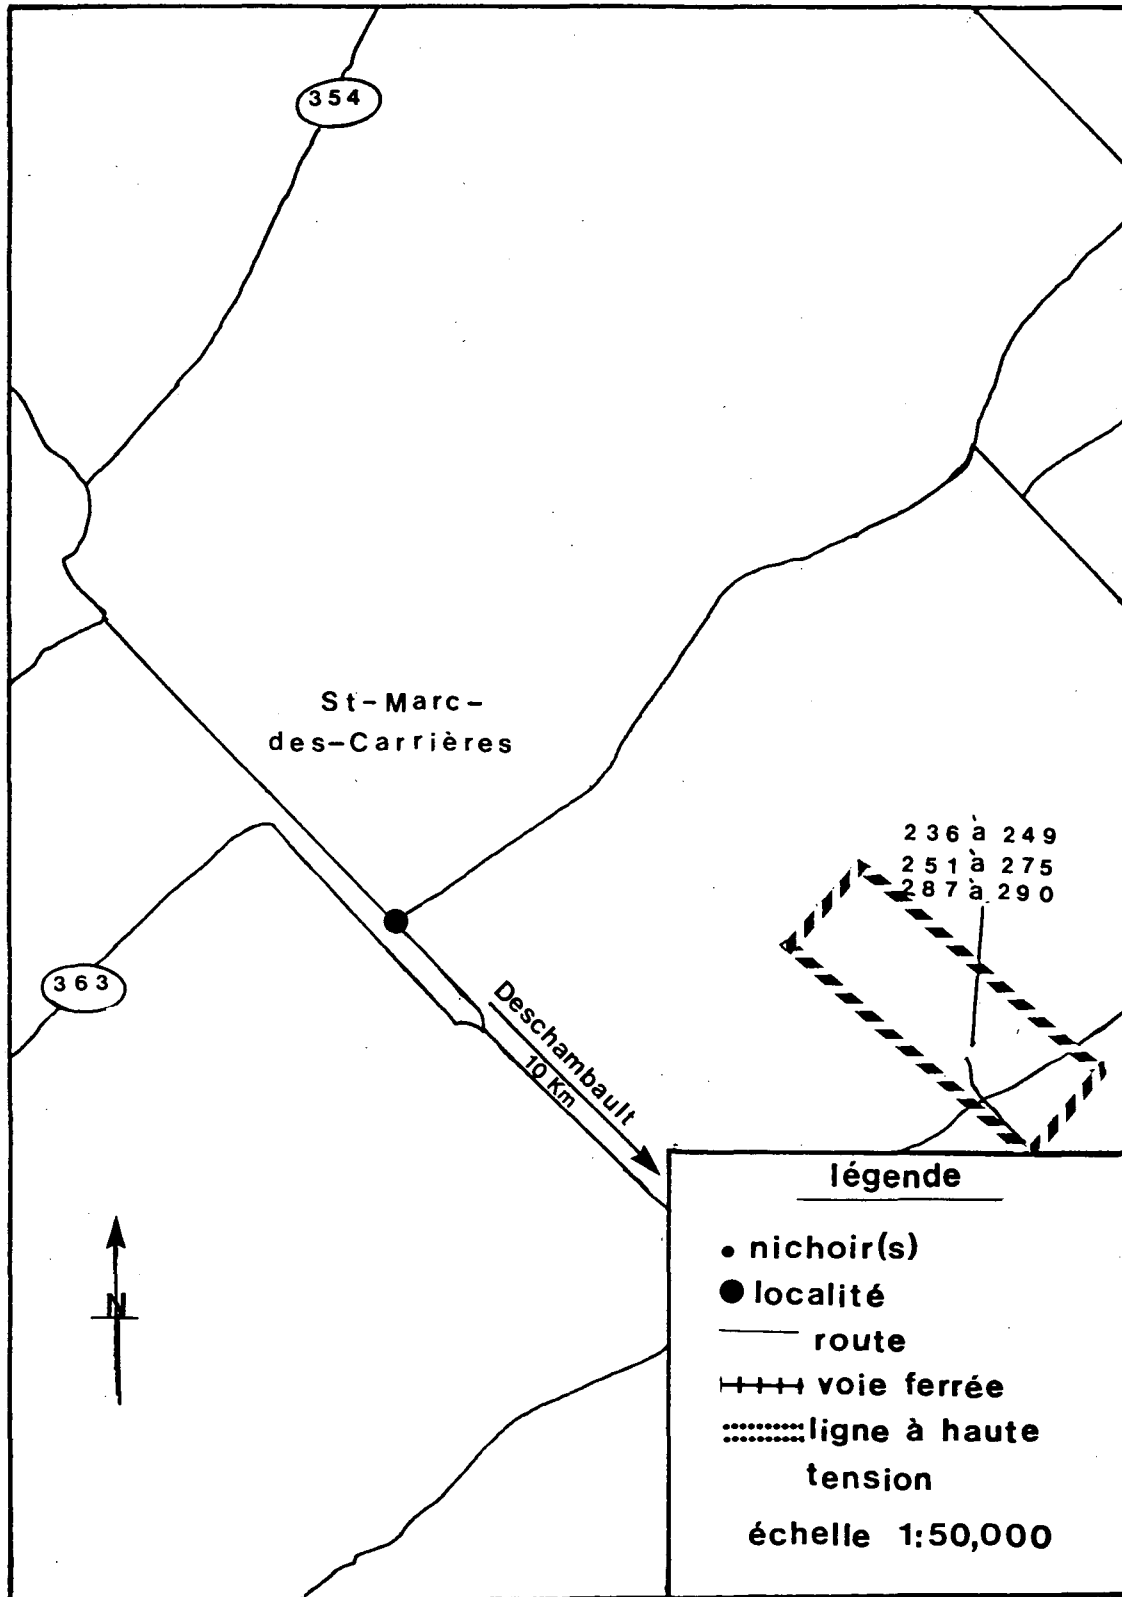 354
St-Marc-
des-Carrières
236 à 249
251 à 275
287 à 290
363
Deschambault
10 Km
N
légende
nichoir(s)
localité
route
voie ferrée
ligne à haute
tension
échelle 1:50,000